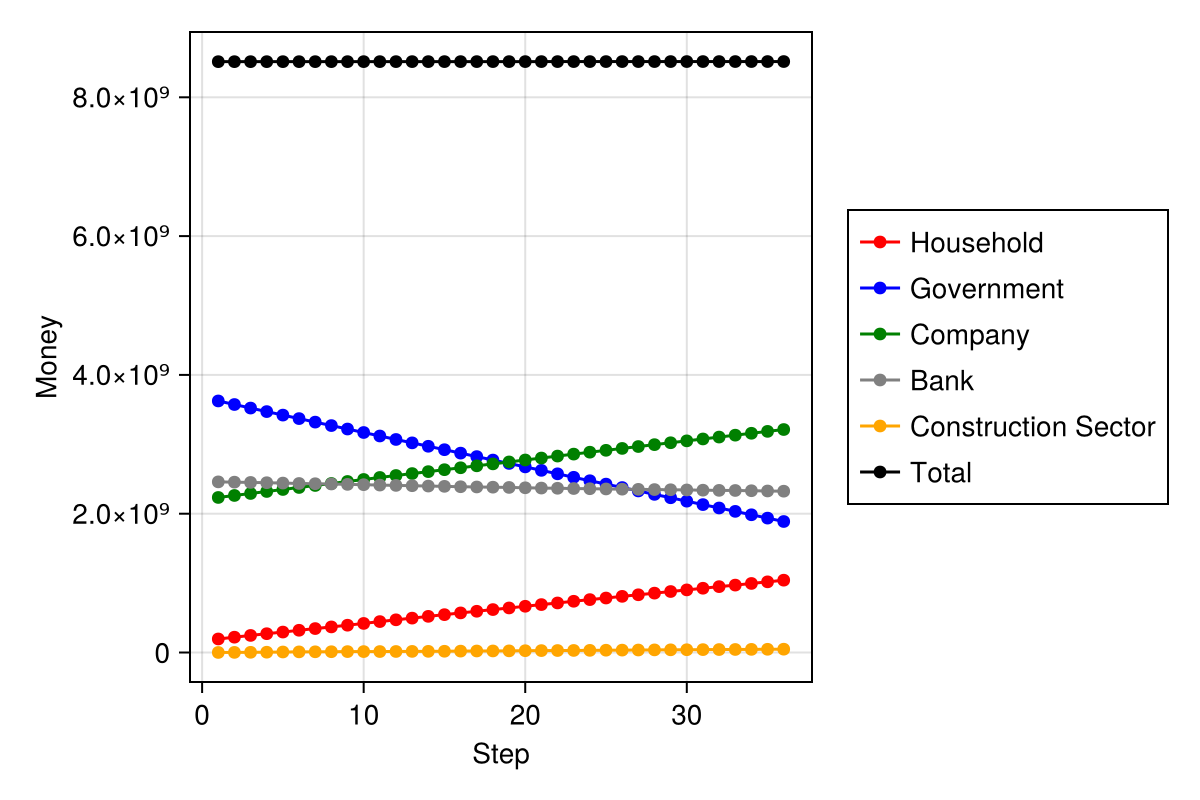 8.0×10⁹
6.0×10⁹
4.0×10⁹
2.0×10⁹
0
Money
0 10 20 30
Step
Household
Government
Company
Bank
Construction Sector
Total